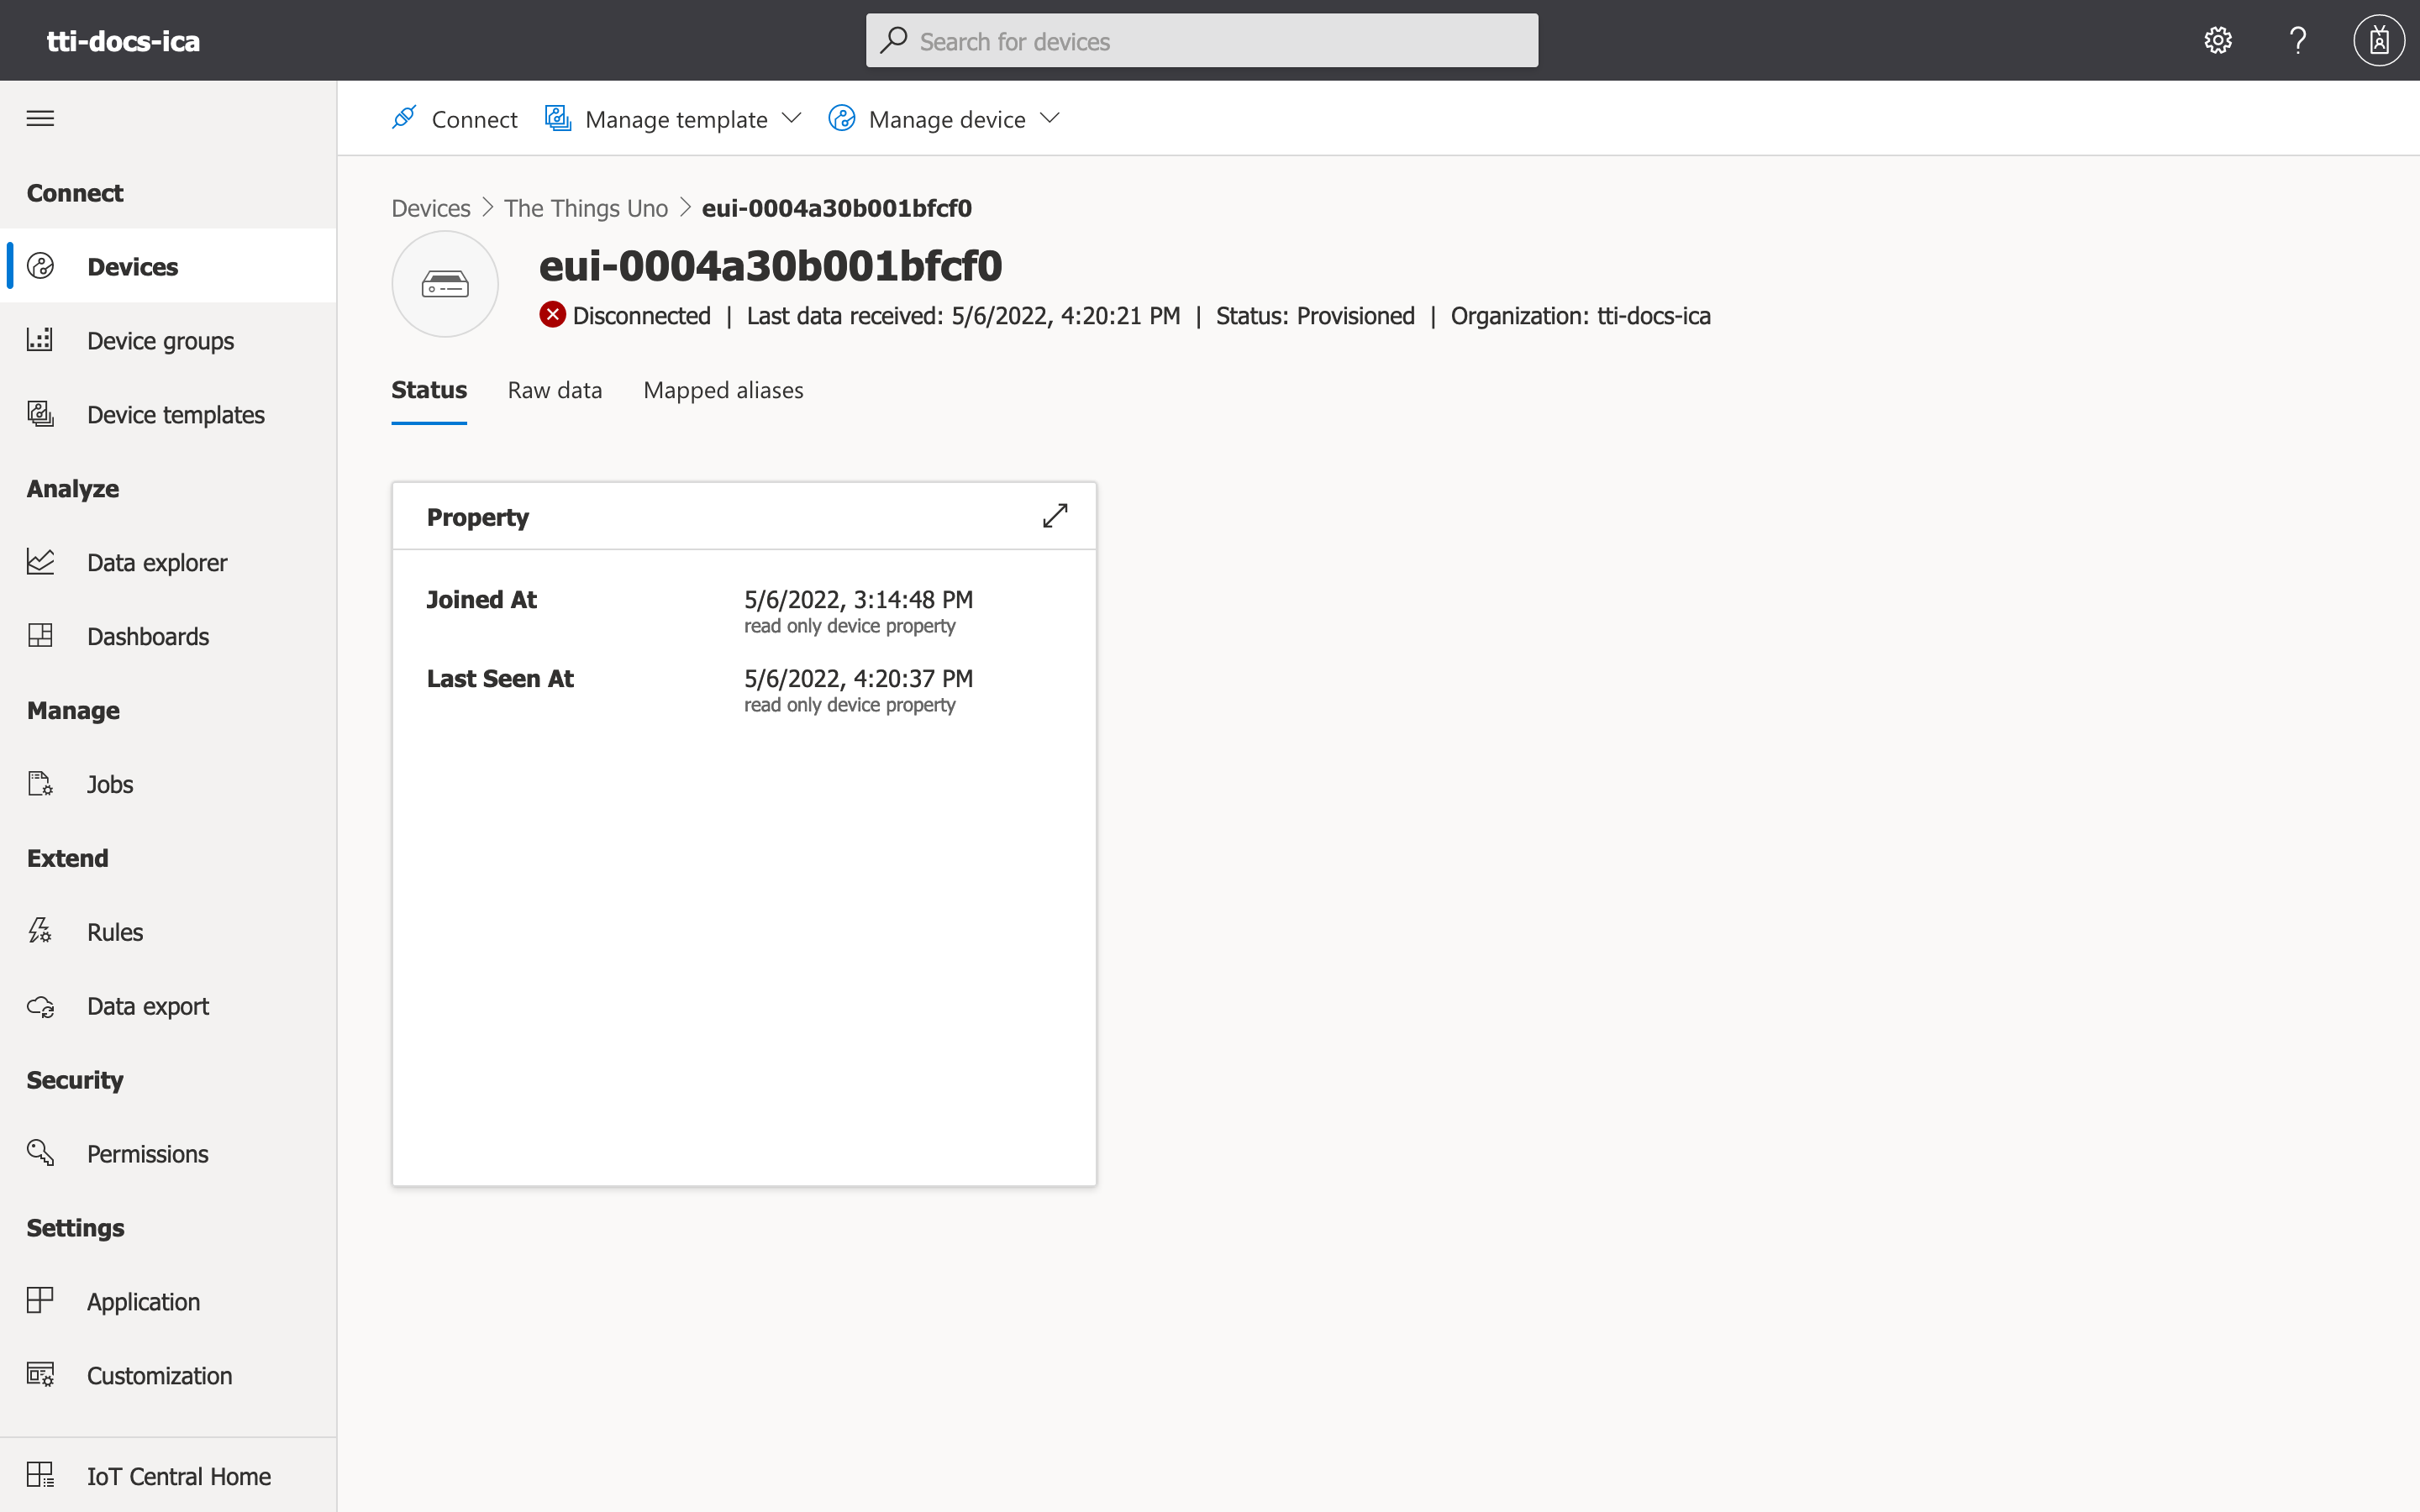 tti-docs-ica
Search for devices
Connect
Manage template
Manage device
Connect
Devices
Device groups
Device templates
Analyze
Data explorer
Dashboards
Manage
Jobs
Extend
Rules
Data export
Security
Permissions
Settings
Application
Customization
IoT Central Home
Devices > The Things Uno > eui-0004a30b001bfcf0
eui-0004a30b001bfcf0
Disconnected | Last data received: 5/6/2022, 4:20:21 PM | Status: Provisioned | Organization: tti-docs-ica
Status Raw data Mapped aliases
Property
Joined At 5/6/2022, 3:14:48 PM
read only device property
Last Seen At 5/6/2022, 4:20:37 PM
read only device property